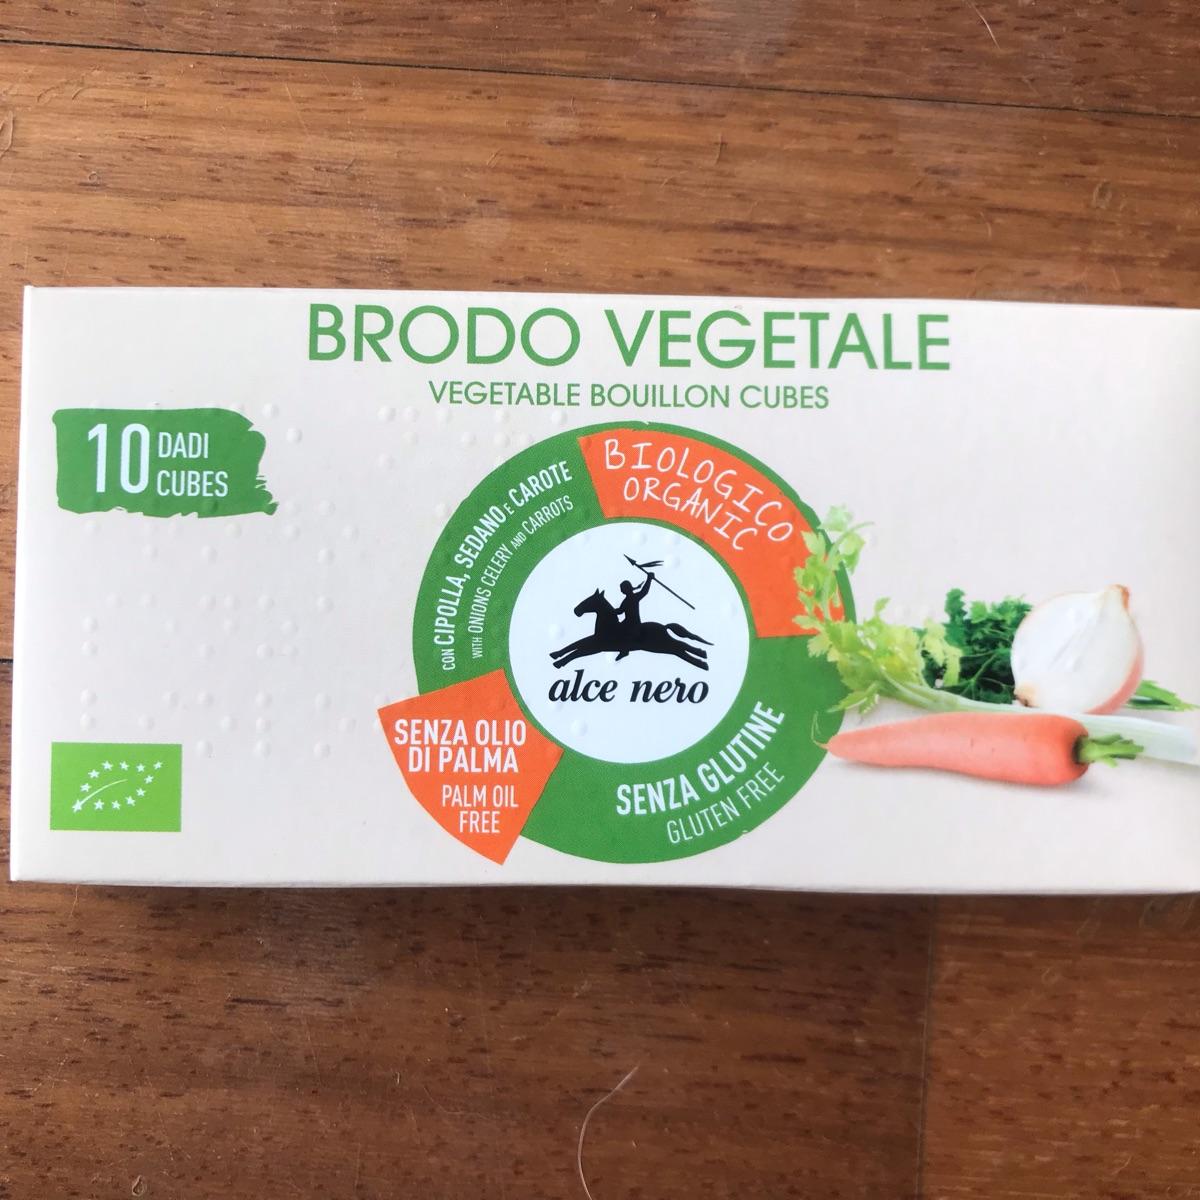 BRODO VEGETALE
VEGETABLE BOUILLON CUBES
10 DADI
CUBES
CON CIPOLLA, SEDANO E CAROTE
WITH ONIONS CELERY AND CARROTS
BIOLOGICO
ORGANIC
alce nero
SENZA OLIO
DI PALMA
PALM OIL
FREE
SENZA GLUTINE
GLUTEN FREE